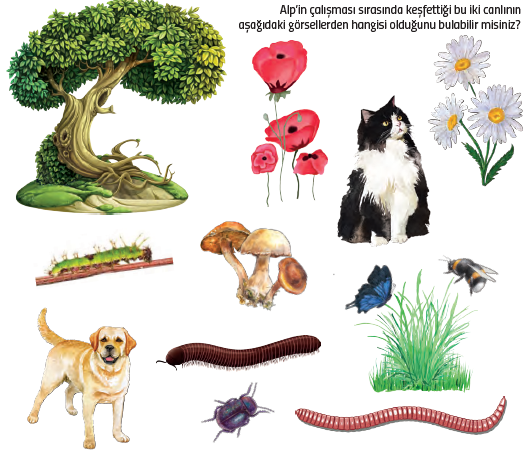 Alp'in çalışması sırasında keşfettiği bu iki canlının
aşağıdaki görsellerden hangisi olduğunu bulabilir misiniz?